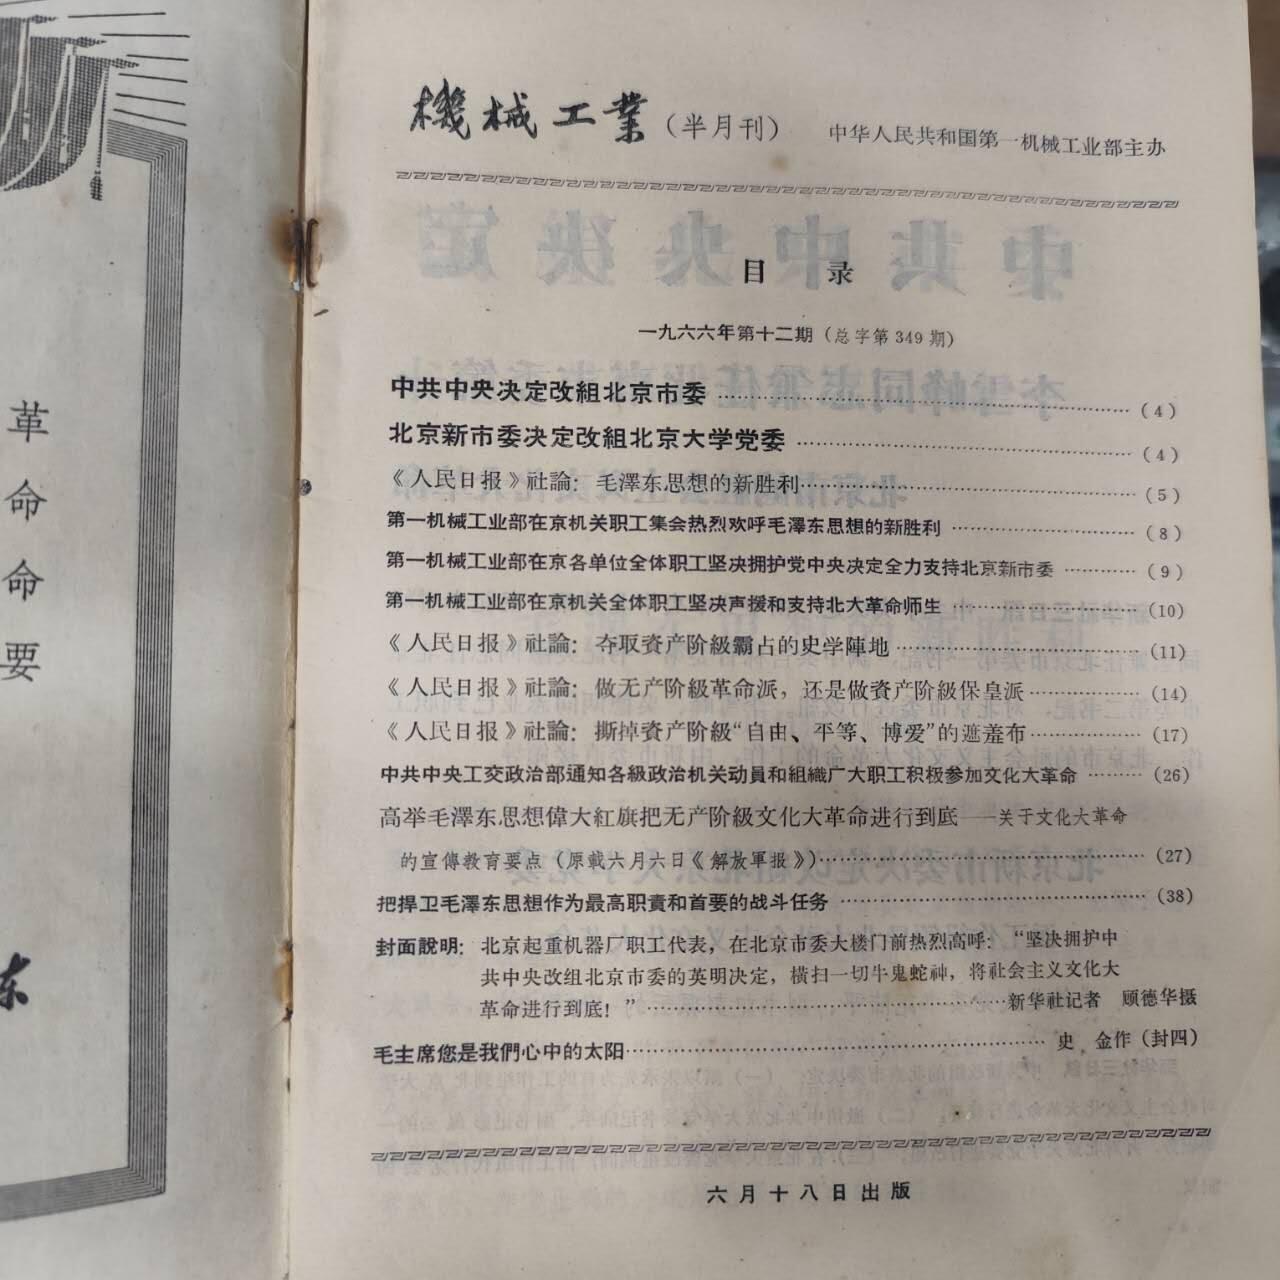 革
命
命
要
东
機械工業(半月刊) 中华人民共和国第一机械工业部主办
目 录
一九六六年第十二期(总字第349期)
中共中央决定改組北京市委……(4)
北京新市委决定改組北京大学党委……(4)
《人民日报》社論:毛澤东思想的新胜利……(5)
第一机械工业部在京机关职工集会热烈欢呼毛澤东思想的新胜利……(8)
第一机械工业部在京各单位全体职工坚决拥护党中央决定全力支持北京新市委……(9)
第一机械工业部在京机关全体职工坚决声援和支持北大革命师生……(10)
《人民日报》社論:夺取資产阶級霸占的史学陣地……(11)
《人民日报》社論:做无产阶級革命派,还是做資产阶級保皇派……(14)
《人民日报》社論:撕掉資产阶級“自由、平等、博爱”的遮羞布……(17)
中共中央工交政治部通知各級政治机关动員和組織广大职工积极参加文化大革命……(26)
高举毛澤东思想偉大紅旗把无产阶級文化大革命进行到底——关于文化大革命
的宣傳教育要点(原載六月六日《解放軍报》)……(27)
把捍卫毛澤东思想作为最高职責和首要的战斗任务……(38)
封面說明:北京起重机器厂职工代表,在北京市委大楼门前热烈高呼:“坚决拥护中
共中央改组北京市委的英明决定,横扫一切牛鬼蛇神,将社会主义文化大
革命进行到底!”……新华社记者 顾德华摄
毛主席您是我們心中的太阳……史 金作(封四)
六月十八日出版